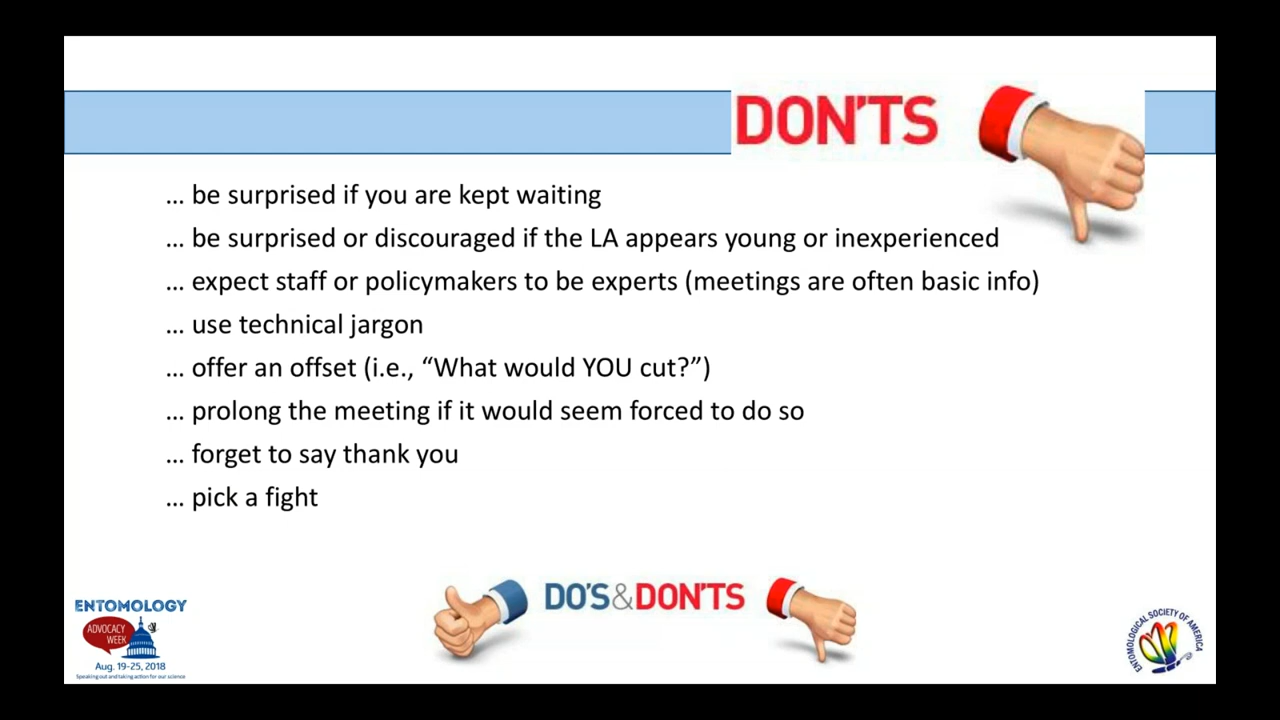 DON'TS
... be surprised if you are kept waiting
... be surprised or discouraged if the LA appears young or inexperienced
... expect staff or policymakers to be experts (meetings are often basic info)
... use technical jargon
... offer an offset (i.e., “What would YOU cut?”)
... prolong the meeting if it would seem forced to do so
... forget to say thank you
... pick a fight
DO'S&DON'TS
ENTOMOLOGY
ADVOCACY
WEEK
Aug. 19-25, 2018
Speaking out and taking action for our science
ENTOMOLOGICAL SOCIETY OF AMERICA